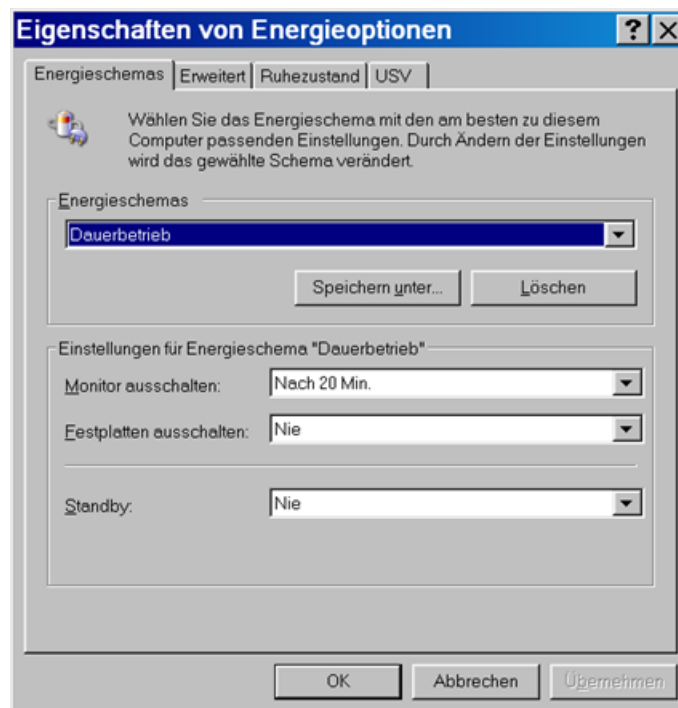 Eigenschaften von Energieoptionen
Energieschemas Erweitert Ruhezustand USV
Wählen Sie das Energieschema mit den am besten zu diesem
Computer passenden Einstellungen. Durch Ändern der Einstellungen
wird das gewählte Schema verändert.
Energieschemas
Dauerbetrieb
Speichern unter... Löschen
Einstellungen für Energieschema "Dauerbetrieb"
Monitor ausschalten: Nach 20 Min.
Festplatten ausschalten: Nie
Standby: Nie
OK Abbrechen Übernehmen